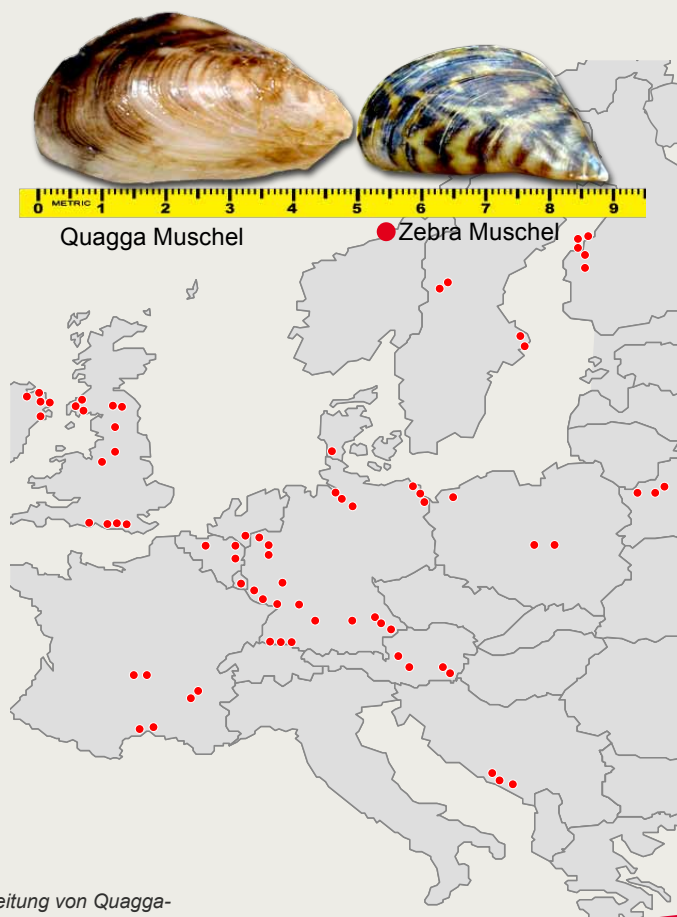 0 METRIC 1 2 3 4 5 6 7 8 9
Quagga Muschel
Zebra Muschel
eitung von Quagga-